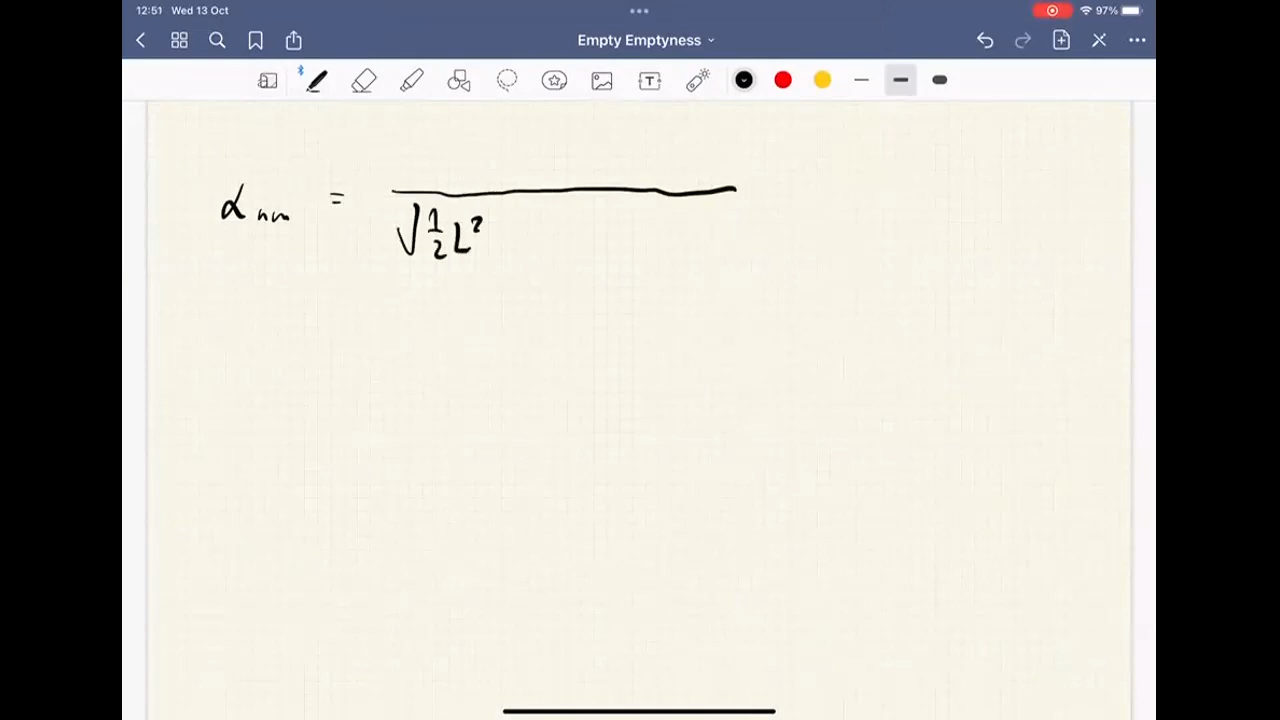 12:51 Wed 13 Oct 97%
Empty Emptyness
T
α_nm = 
√½L²